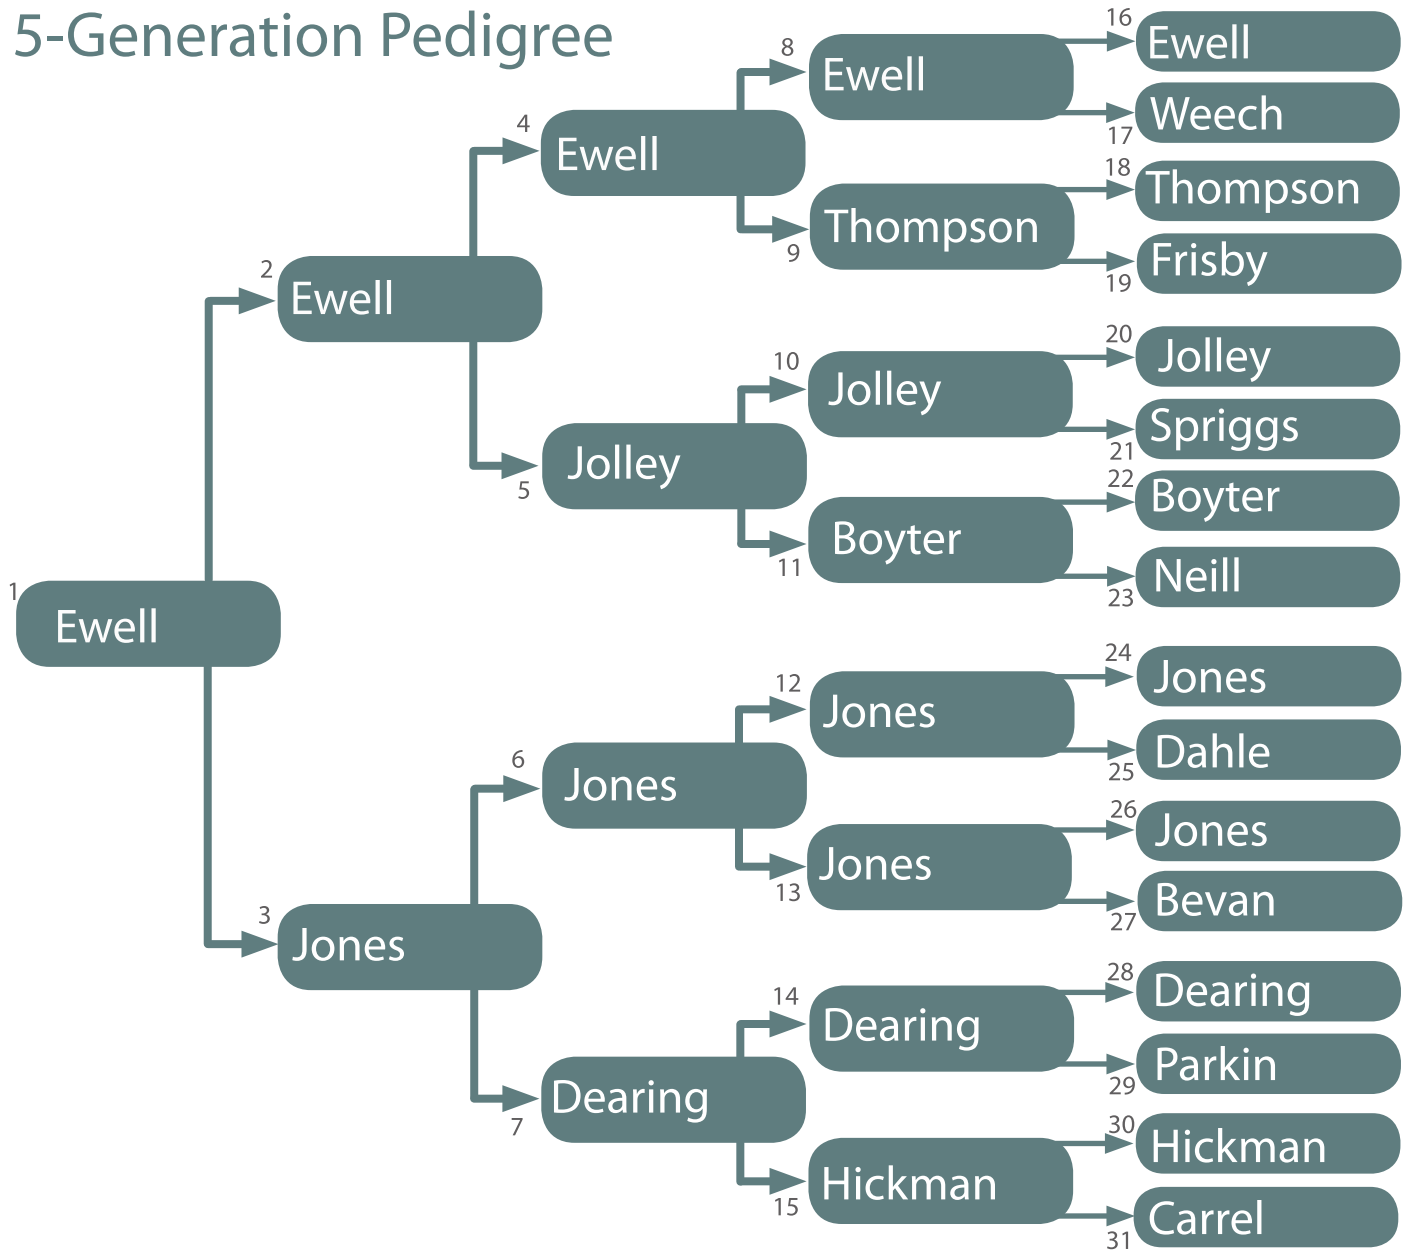 5-Generation Pedigree
1
Ewell
2
Ewell
3
Jones
4
Ewell
5
Jolley
6
Jones
7
Dearing
8
Ewell
9
Thompson
10
Jolley
11
Boyter
12
Jones
13
Jones
14
Dearing
15
Hickman
16
Ewell
17
Weech
18
Thompson
19
Frisby
20
Jolley
21
Spriggs
22
Boyter
23
Neill
24
Jones
25
Dahle
26
Jones
27
Bevan
28
Dearing
29
Parkin
30
Hickman
31
Carrel